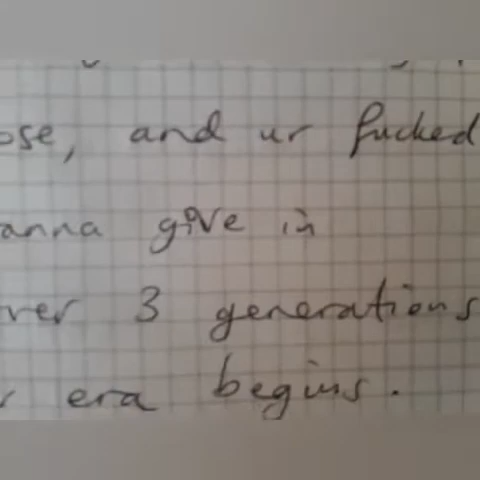 ose, and ur fucked
anna give in
ver 3 generations
era begins.